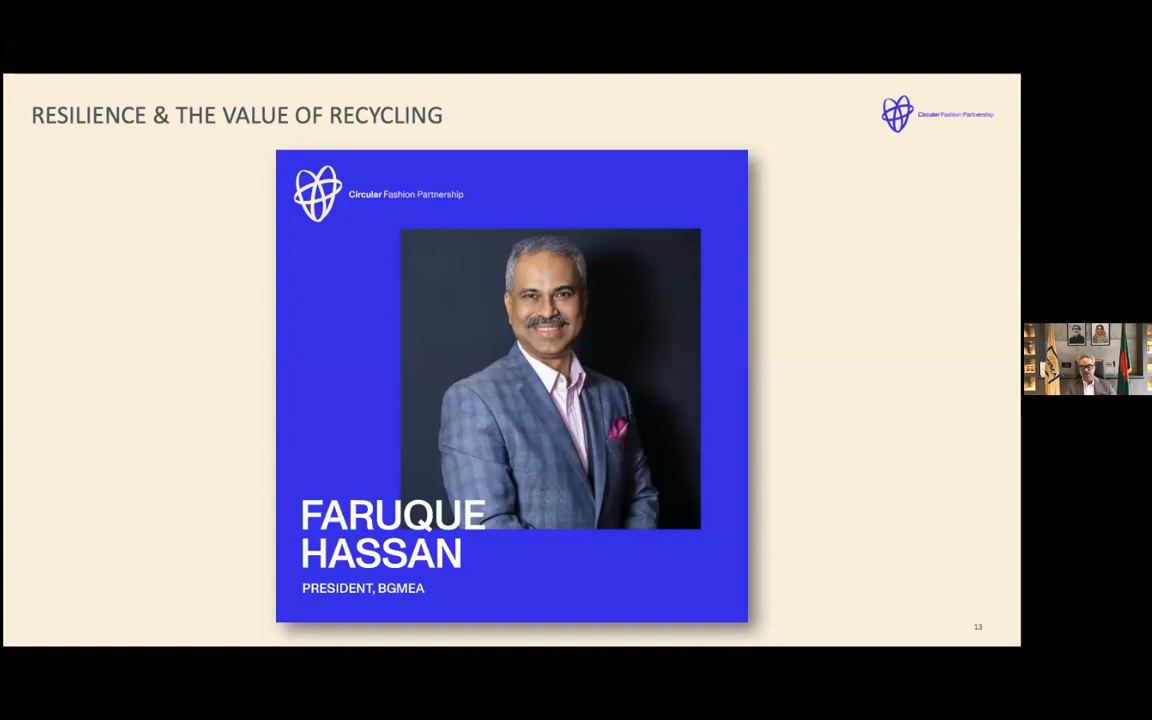 RESILIENCE & THE VALUE OF RECYCLING
Circular Fashion Partnership
Circular Fashion Partnership
FARUQUE
HASSAN
PRESIDENT, BGMEA
13